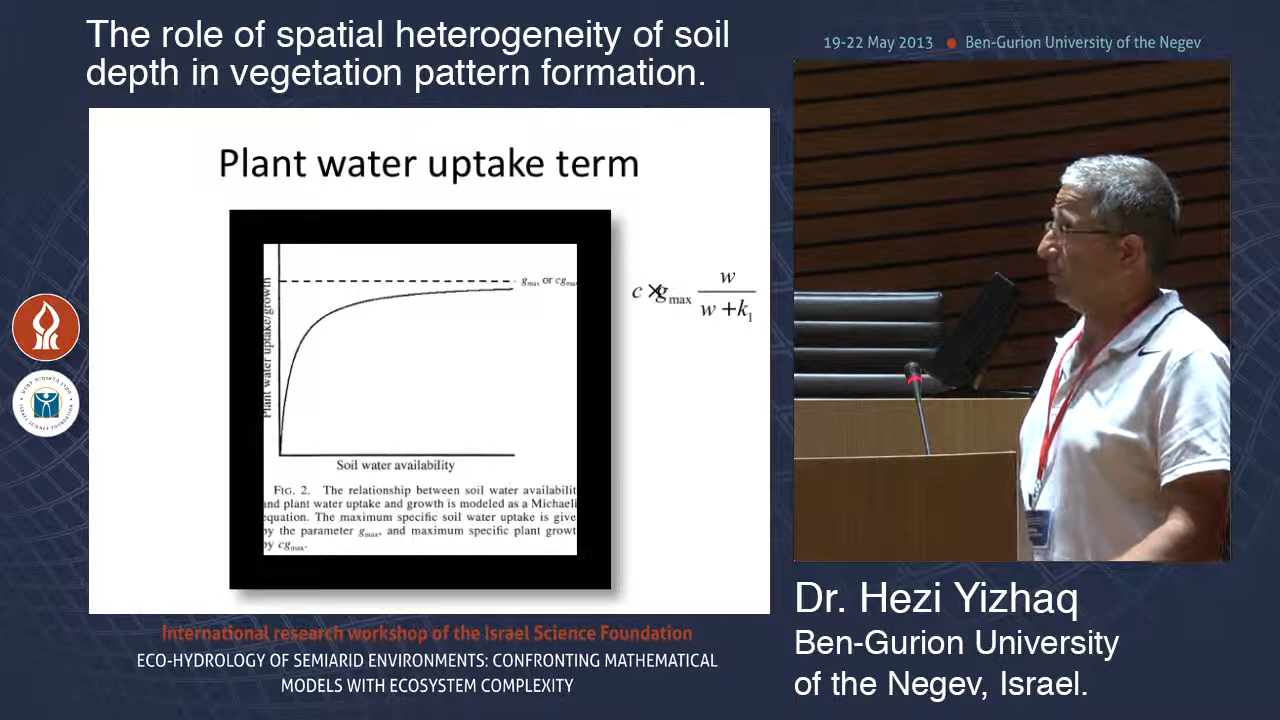 The role of spatial heterogeneity of soil
depth in vegetation pattern formation.
19-22 May 2013 ● Ben-Gurion University of the Negev
Plant water uptake term
Plant water uptake/growth
g_max or cg_ma
Soil water availability
c × g_max w / (w + k_1)
FIG. 2. The relationship between soil water availabilit
and plant water uptake and growth is modeled as a Michaeli
equation. The maximum specific soil water uptake is give
by the parameter g_max, and maximum specific plant growt
by cg_max.
International research workshop of the Israel Science Foundation
ECO-HYDROLOGY OF SEMIARID ENVIRONMENTS: CONFRONTING MATHEMATICAL
MODELS WITH ECOSYSTEM COMPLEXITY
Dr. Hezi Yizhaq
Ben-Gurion University
of the Negev, Israel.